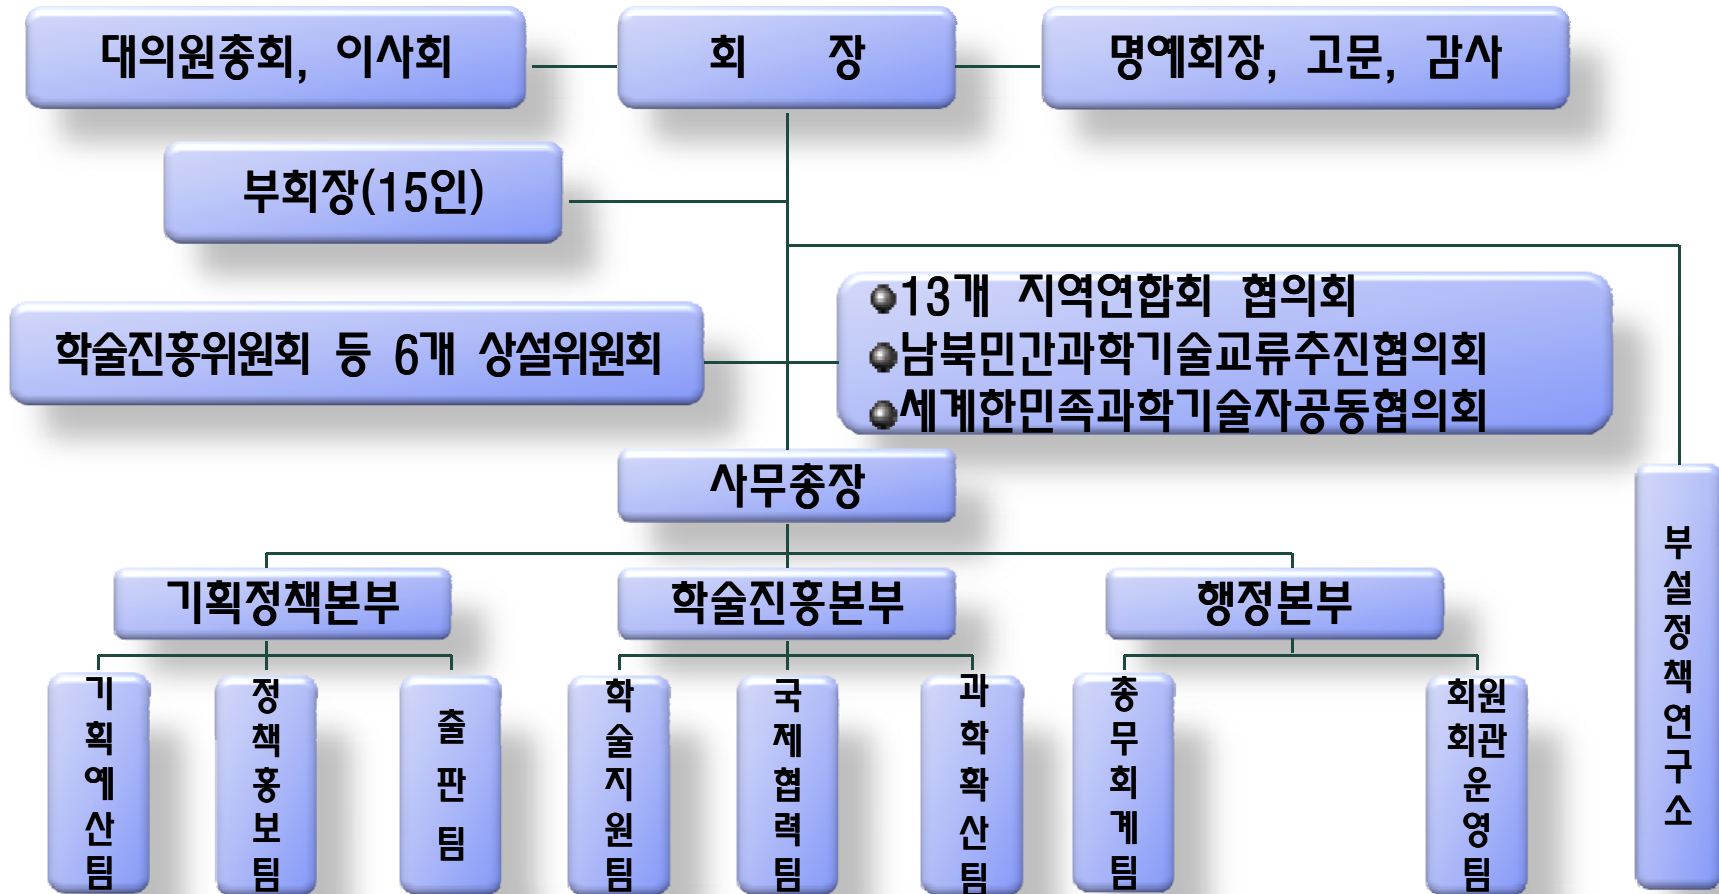 대의원총회, 이사회
회 장
명예회장, 고문, 감사
부회장(15인)
학술진흥위원회 등 6개 상설위원회
13개 지역연합회 협의회
남북민간과학기술교류추진협의회
세계한민족과학기술자공동협의회
사무총장
부설정책연구소
기획정책본부
학술진흥본부
행정본부
기획예산팀
정책홍보팀
출판팀
학술지원팀
국제협력팀
과학확산팀
총무회계팀
회원
회관
운영팀